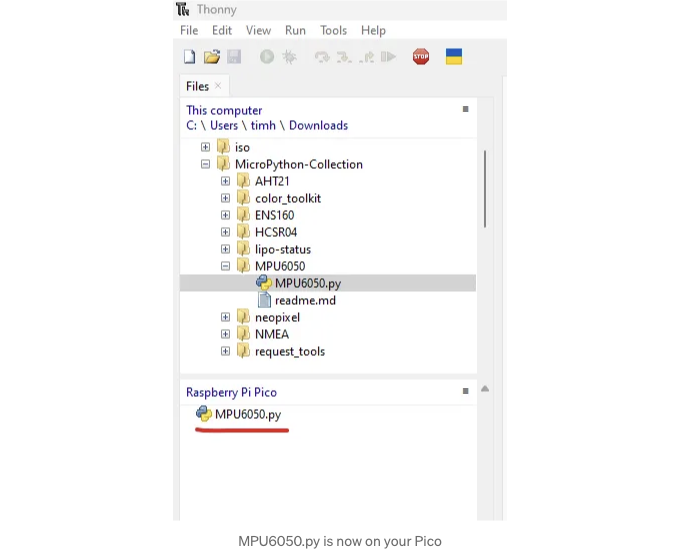 Thonny
File Edit View Run Tools Help
STOP
Files ×
This computer
C: \ Users \ timh \ Downloads
iso
MicroPython-Collection
AHT21
color_toolkit
ENS160
HCSR04
lipo-status
MPU6050
MPU6050.py
readme.md
neopixel
NMEA
request_tools
Raspberry Pi Pico
MPU6050.py
MPU6050.py is now on your Pico